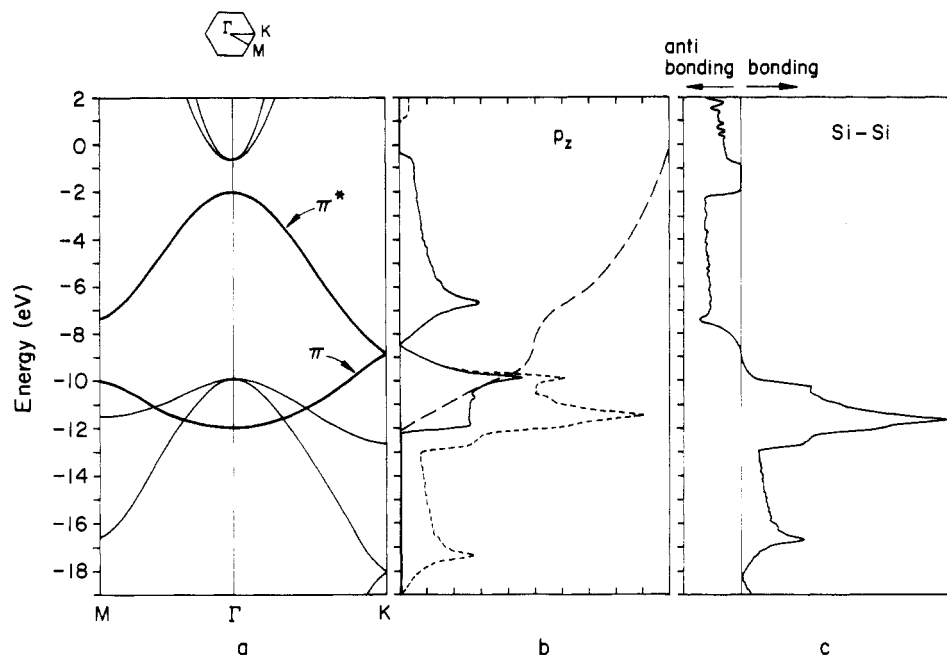 Γ
K
M
anti
bonding
bonding
2
0
-2
-4
-6
-8
-10
-12
-14
-16
-18
Energy (eV)
π*
π
p_z
Si-Si
M
Γ
K
a
b
c